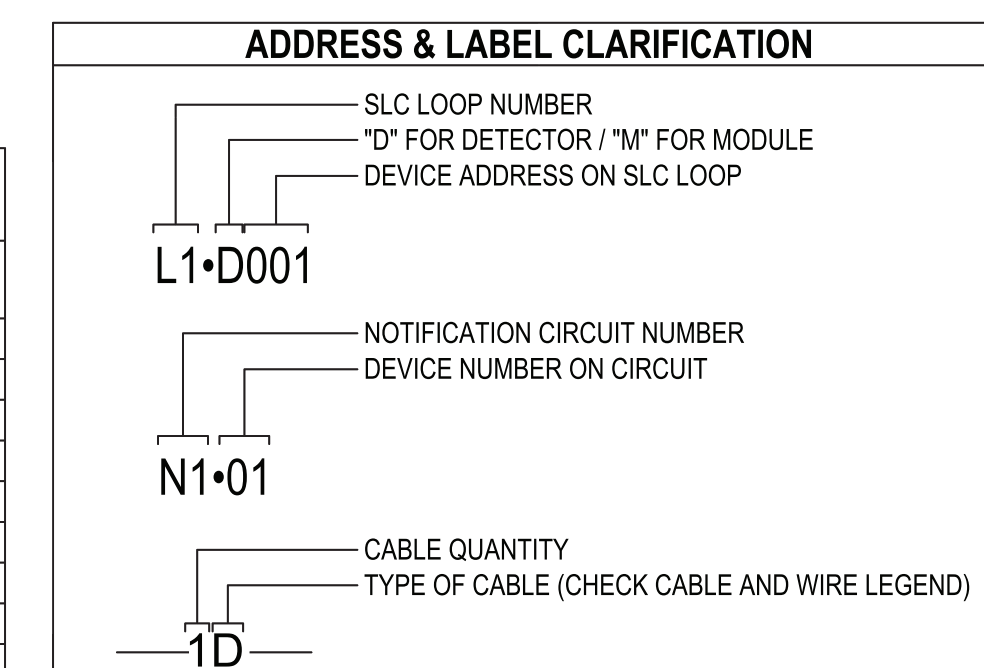 ADDRESS & LABEL CLARIFICATION
SLC LOOP NUMBER
"D" FOR DETECTOR / "M" FOR MODULE
DEVICE ADDRESS ON SLC LOOP
L1•D001
NOTIFICATION CIRCUIT NUMBER
DEVICE NUMBER ON CIRCUIT
N1•01
CABLE QUANTITY
TYPE OF CABLE (CHECK CABLE AND WIRE LEGEND)
1D